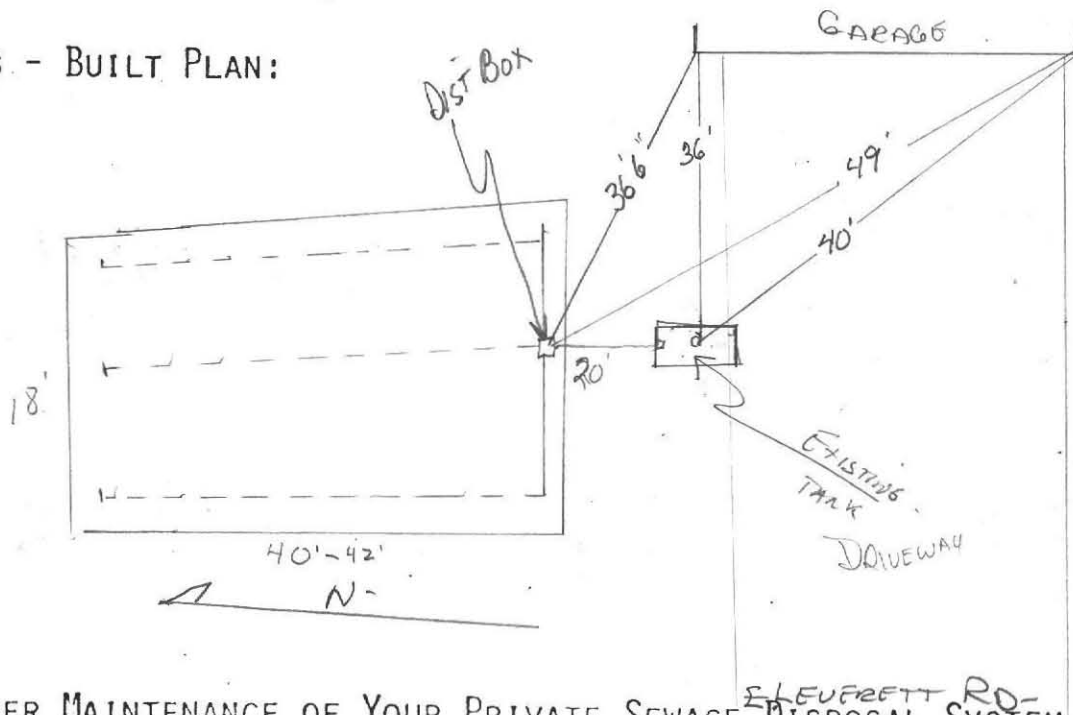 - BUILT PLAN:
GARAGE
DIST BOX
36'6"
36'
49'
40'
20'
18'
EXISTING
TANK
DRIVEWAY
40'-42'
N-
E LEVERETT RD-
ER MAINTENANCE OF YOUR PRIVATE SEWAGE DISPOSAL SYSTEM